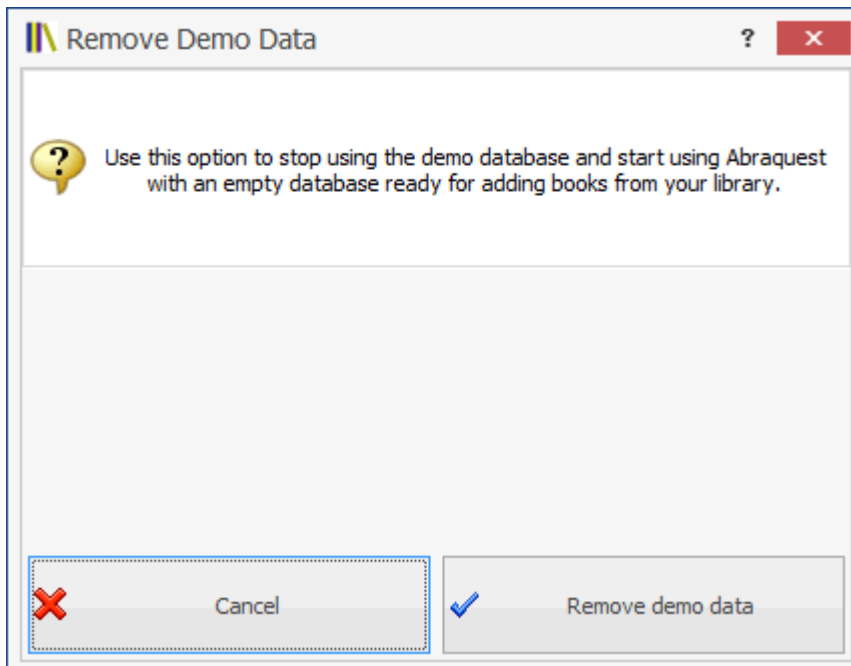 Remove Demo Data
?
Use this option to stop using the demo database and start using Abraquest
with an empty database ready for adding books from your library.
Cancel
Remove demo data